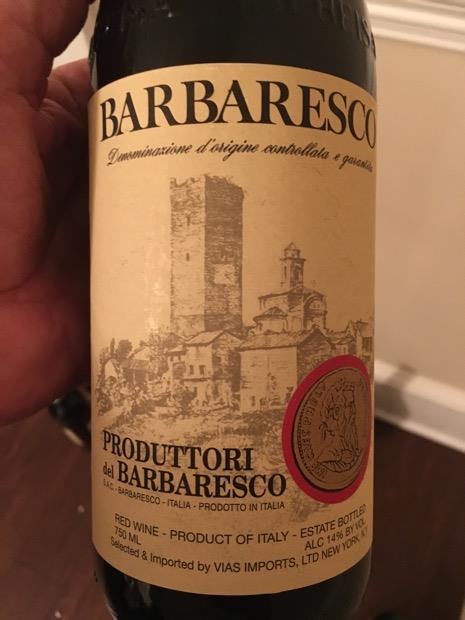 BARBARESCO
Denominazione d'origine controllata e garantita
PRODUTTORI
del BARBARESCO
S.A.C. - BARBARESCO - ITALIA - PRODOTTO IN ITALIA
RED WINE - PRODUCT OF ITALY - ESTATE BOTTLED
750 ML. ALC 14% BY VOL
Selected & Imported by VIAS IMPORTS, LTD NEW YORK, N